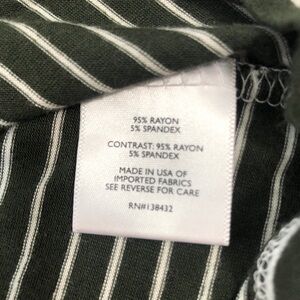 95% RAYON
5% SPANDEX
CONTRAST: 95% RAYON
5% SPANDEX
MADE IN USA OF
IMPORTED FABRICS
SEE REVERSE FOR CARE
RN#138432